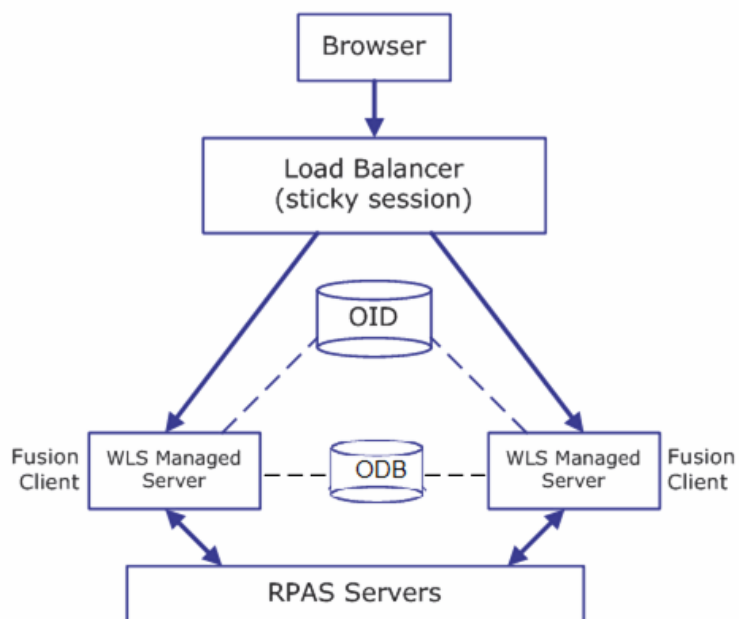 Browser
Load Balancer
(sticky session)
OID
Fusion
Client
WLS Managed
Server
ODB
WLS Managed
Server
Fusion
Client
RPAS Servers